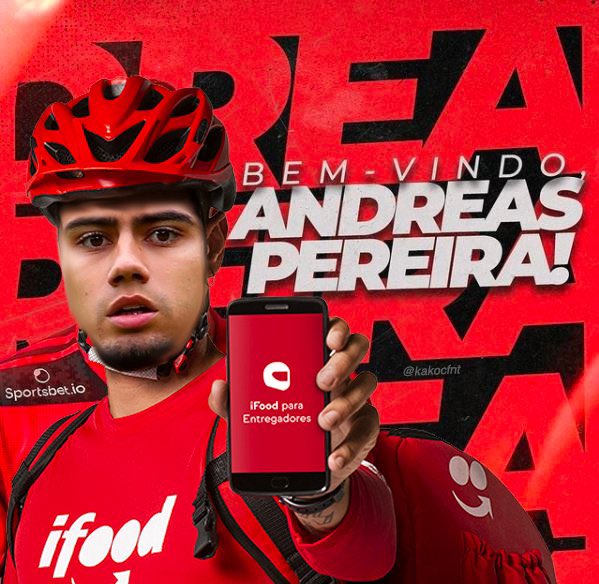 BEM-VINDO,
ANDREAS
PEREIRA!
@kakocfnt
Sportsbet.io
iFood para
Entregadores
ifood